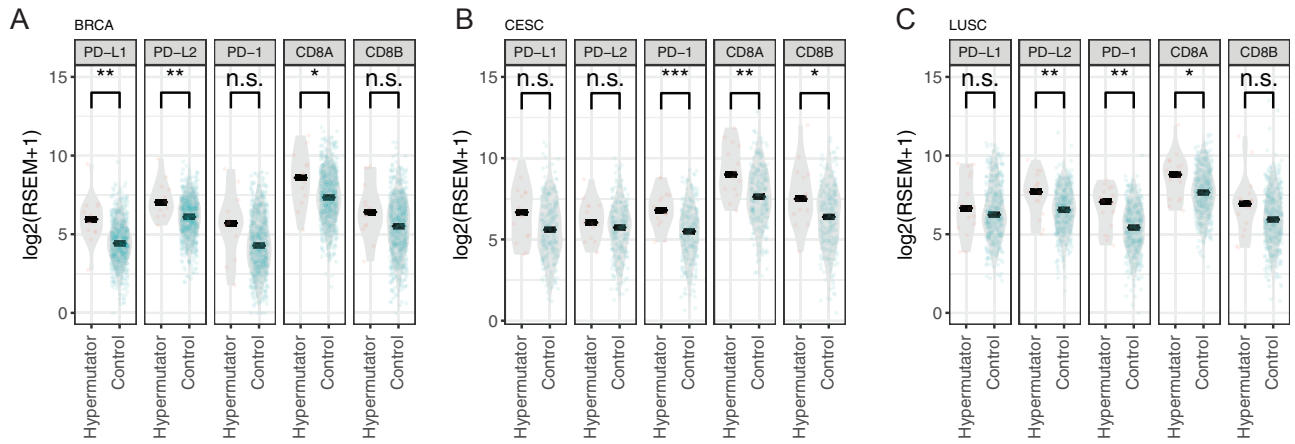 A
BRCA
PD−L1 PD−L2 PD−1 CD8A CD8B
** ** n.s. * n.s.
15
10
5
0
log2(RSEM+1)
Hypermutator Control Hypermutator Control Hypermutator Control Hypermutator Control Hypermutator Control
B
CESC
PD−L1 PD−L2 PD−1 CD8A CD8B
n.s. n.s. *** ** *
15
10
5
0
log2(RSEM+1)
Hypermutator Control Hypermutator Control Hypermutator Control Hypermutator Control Hypermutator Control
C
LUSC
PD−L1 PD−L2 PD−1 CD8A CD8B
n.s. ** ** * n.s.
15
10
5
0
log2(RSEM+1)
Hypermutator Control Hypermutator Control Hypermutator Control Hypermutator Control Hypermutator Control